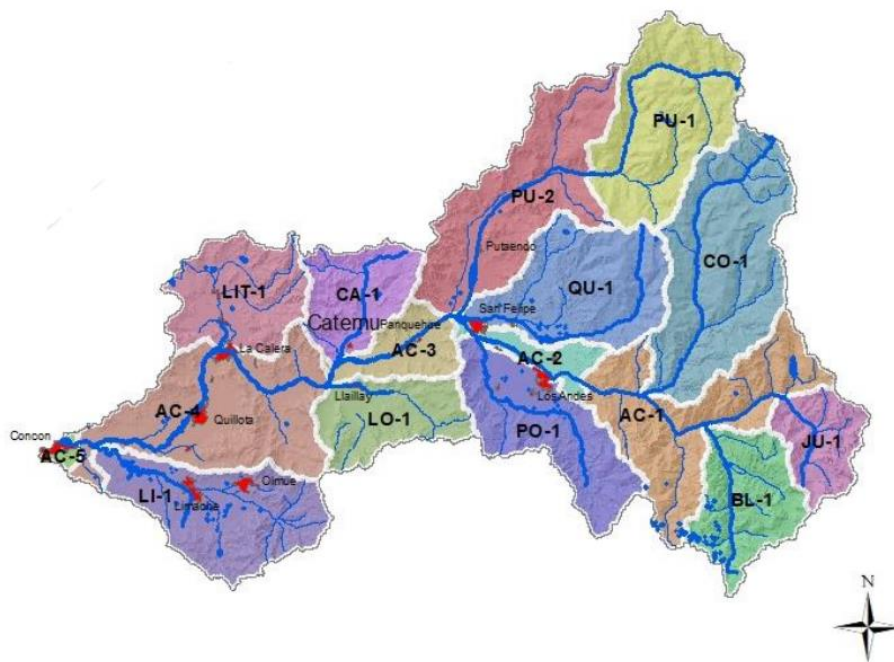 PU-1
PU-2
Putaendo
CO-1
LIT-1
CA-1
QU-1
Catemu
Panquehue
San Felipe
La Calera
AC-3
AC-2
Llaillay
Los Andes
AC-4
LO-1
AC-1
Quillota
PO-1
JU-1
Concon
AC-5
LI-1
Olmue
BL-1
Limache
N